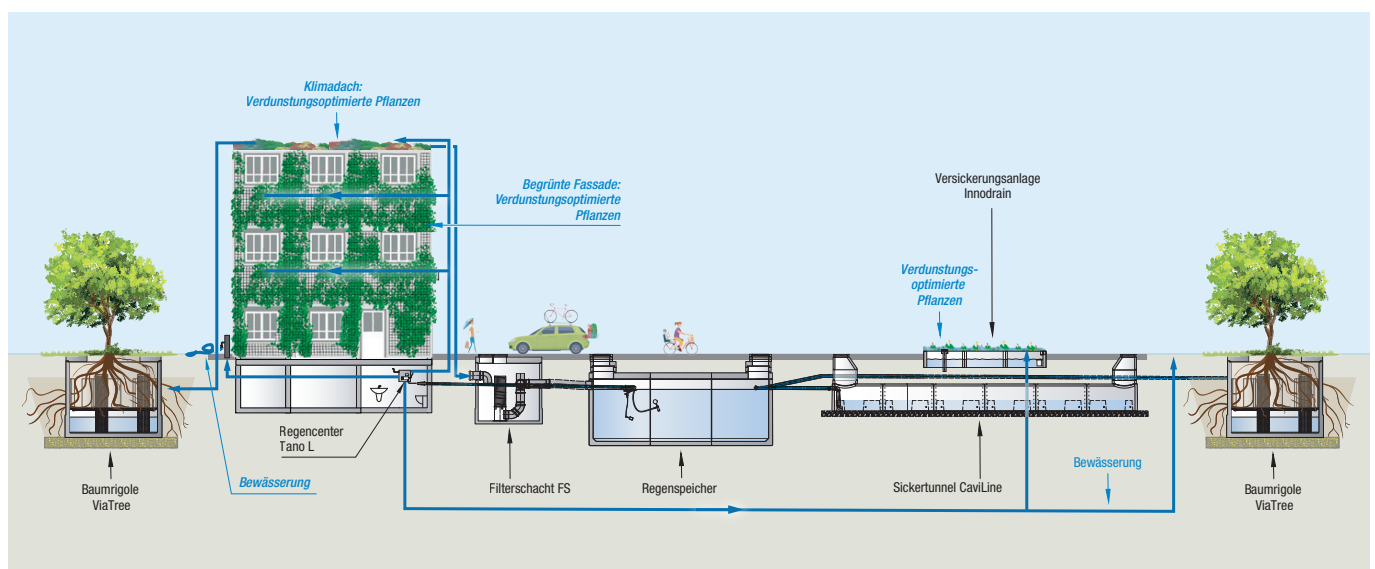 Klimadach:
Verdunstungsoptimierte Pflanzen
Begrünte Fassade:
Verdunstungsoptimierte
Pflanzen
Versickerungsanlage
Innodrain
Verdunstungs-
optimierte
Pflanzen
Regencenter
Tano L
Bewässerung
Baumrigole
ViaTree
Filterschacht FS
Regenspeicher
Sickertunnel CaviLine
Bewässerung
Baumrigole
ViaTree